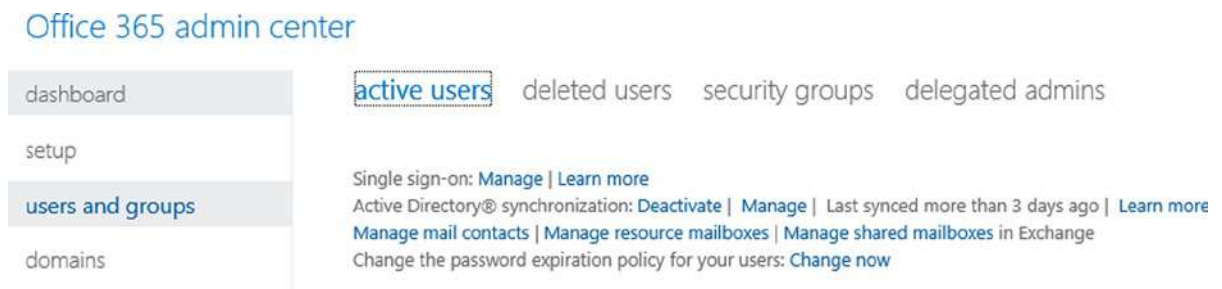 Office 365 admin center
dashboard
setup
users and groups
domains
active users deleted users security groups delegated admins
Single sign-on: Manage | Learn more
Active Directory® synchronization: Deactivate | Manage | Last synced more than 3 days ago | Learn more
Manage mail contacts | Manage resource mailboxes | Manage shared mailboxes in Exchange
Change the password expiration policy for your users: Change now